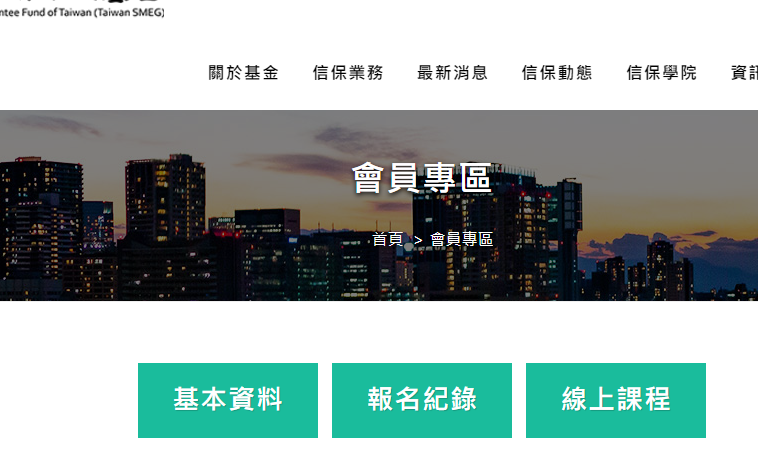 Fund of Taiwan (Taiwan SMEG)
關於基金 信保業務 最新消息 信保動態 信保學院 資
會員專區
首頁 > 會員專區
基本資料 報名紀錄 線上課程